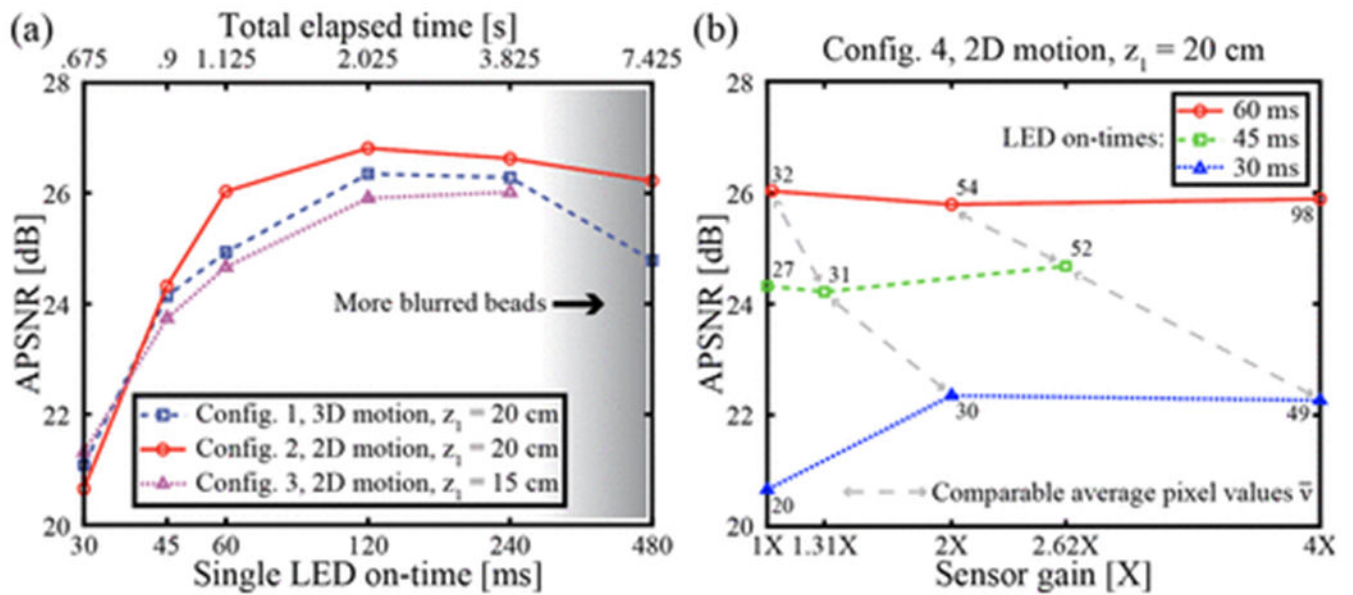 (a)
Total elapsed time [s]
.675 .9 1.125 2.025 3.825 7.425
28
26
24
22
20
APSNR [dB]
More blurred beads
Config. 1, 3D motion, z1 = 20 cm
Config. 2, 2D motion, z1 = 20 cm
Config. 3, 2D motion, z1 = 15 cm
30 45 60 120 240 480
Single LED on-time [ms]
(b)
Config. 4, 2D motion, z1 = 20 cm
28
26
24
22
20
APSNR [dB]
LED on-times:
60 ms
45 ms
30 ms
32
54
98
27
31
52
30
49
20
Comparable average pixel values v̅
1X 1.31X 2X 2.62X 4X
Sensor gain [X]